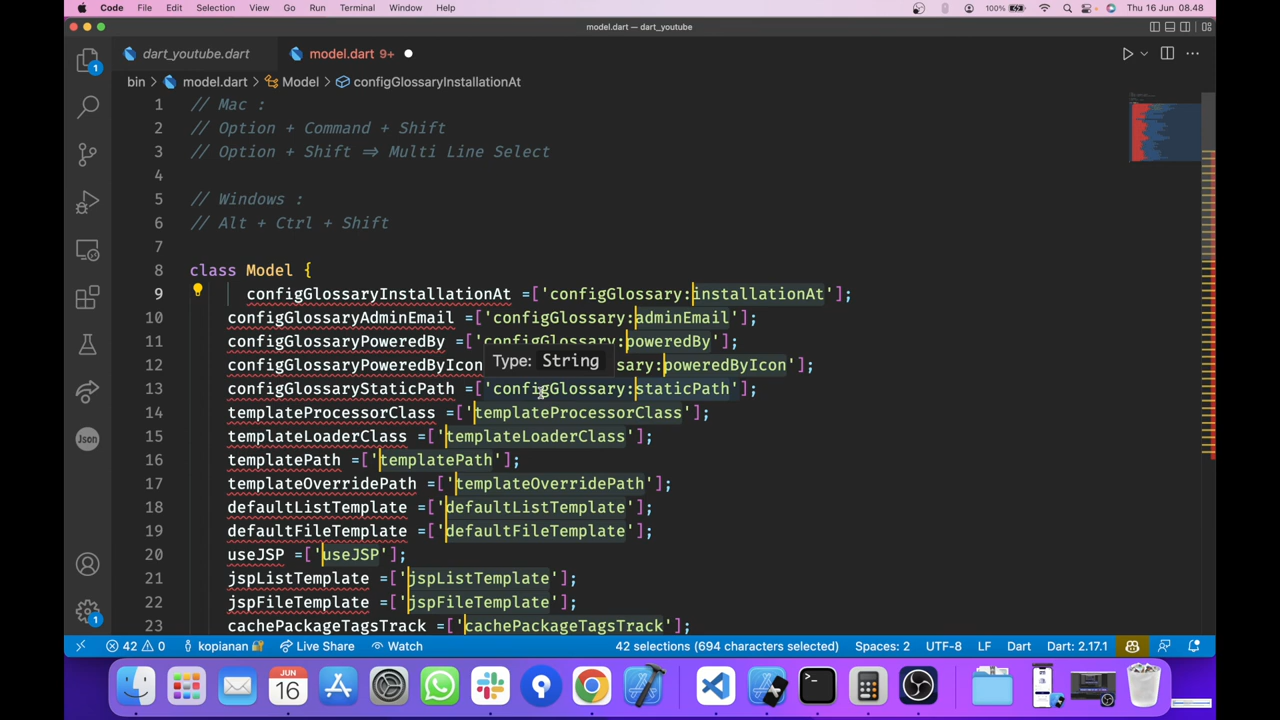 Code File Edit Selection View Go Run Terminal Window Help 100% Thu 16 Jun 08.48
model.dart — dart_youtube
dart_youtube.dart model.dart 9+
bin › model.dart › Model › configGlossaryInstallationAt
1 // Mac :
2 // Option + Command + Shift
3 // Option + Shift ⇒ Multi Line Select
4
5 // Windows :
6 // Alt + Ctrl + Shift
7
8 class Model {
9 configGlossaryInstallationAt =['configGlossary:installationAt'];
10 configGlossaryAdminEmail =['configGlossary:adminEmail'];
11 configGlossaryPoweredBy =['configGlossary:poweredBy'];
12 configGlossaryPoweredByIcon sary:poweredByIcon'];
Type: String
13 configGlossaryStaticPath =['configGlossary:staticPath'];
14 templateProcessorClass =['templateProcessorClass'];
15 templateLoaderClass =['templateLoaderClass'];
16 templatePath =['templatePath'];
17 templateOverridePath =['templateOverridePath'];
18 defaultListTemplate =['defaultListTemplate'];
19 defaultFileTemplate =['defaultFileTemplate'];
20 useJSP =['useJSP'];
21 jspListTemplate =['jspListTemplate'];
22 jspFileTemplate =['jspFileTemplate'];
23 cachePackageTagsTrack =['cachePackageTagsTrack'];
1
Json
1
42 0 kopianan Live Share Watch 42 selections (694 characters selected) Spaces: 2 UTF-8 LF Dart Dart: 2.17.1
JUN
16